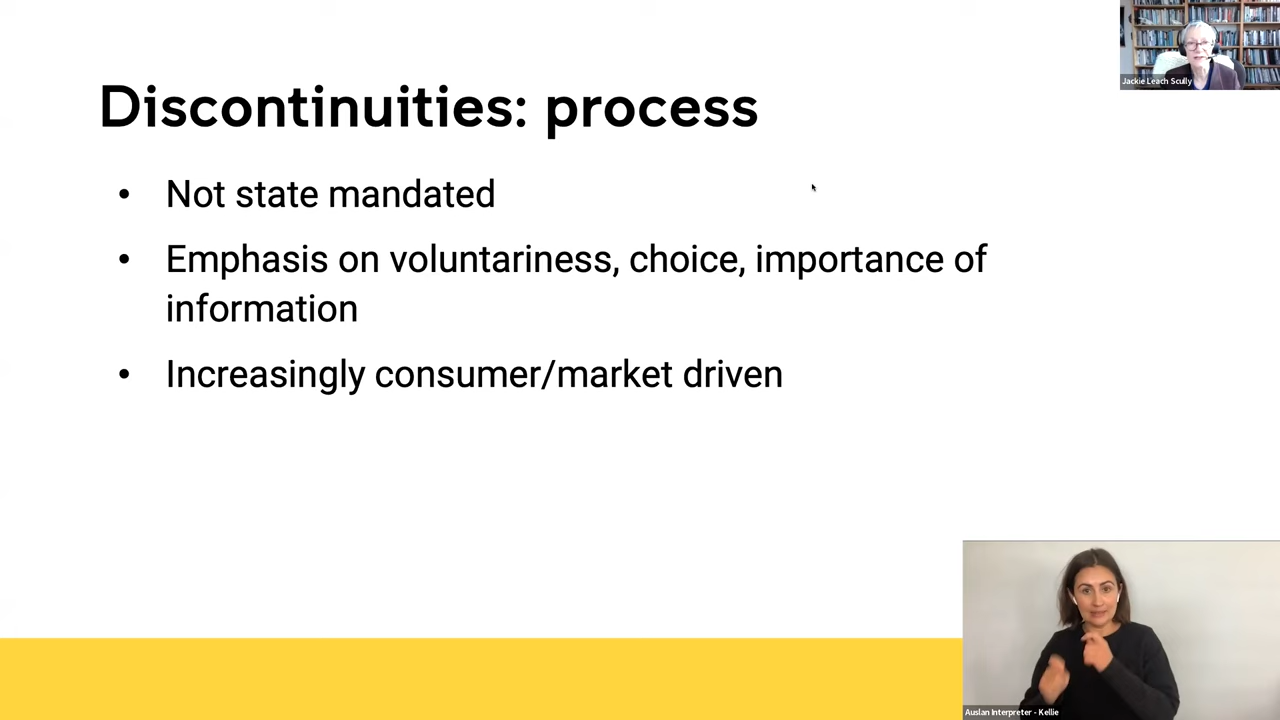 Jackie Leach Scully
Discontinuities: process
• Not state mandated
• Emphasis on voluntariness, choice, importance of
information
• Increasingly consumer/market driven
Auslan Interpreter - Kellie